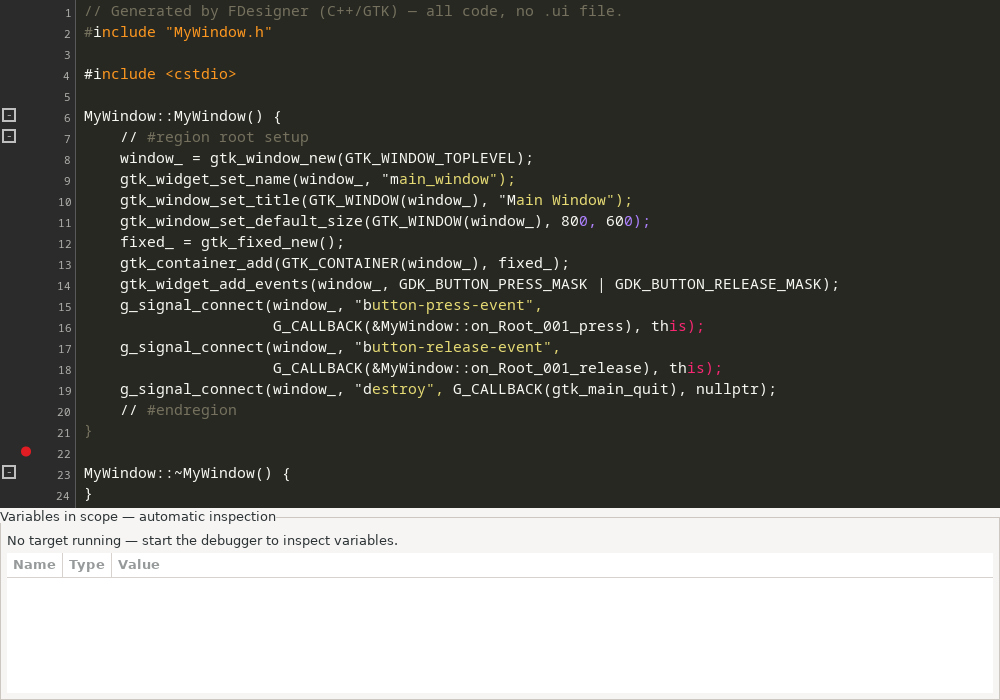 1 // Generated by FDesigner (C++/GTK) — all code, no .ui file.
2 #include "MyWindow.h"
3
4 #include <cstdio>
5
6 MyWindow::MyWindow() {
7     // #region root setup
8     window_ = gtk_window_new(GTK_WINDOW_TOPLEVEL);
9     gtk_widget_set_name(window_, "main_window");
10     gtk_window_set_title(GTK_WINDOW(window_), "Main Window");
11     gtk_window_set_default_size(GTK_WINDOW(window_), 800, 600);
12     fixed_ = gtk_fixed_new();
13     gtk_container_add(GTK_CONTAINER(window_), fixed_);
14     gtk_widget_add_events(window_, GDK_BUTTON_PRESS_MASK | GDK_BUTTON_RELEASE_MASK);
15     g_signal_connect(window_, "button-press-event",
16                      G_CALLBACK(&MyWindow::on_Root_001_press), this);
17     g_signal_connect(window_, "button-release-event",
18                      G_CALLBACK(&MyWindow::on_Root_001_release), this);
19     g_signal_connect(window_, "destroy", G_CALLBACK(gtk_main_quit), nullptr);
20     // #endregion
21 }
22
23 MyWindow::~MyWindow() {
24 }
Variables in scope — automatic inspection
No target running — start the debugger to inspect variables.
Name Type Value